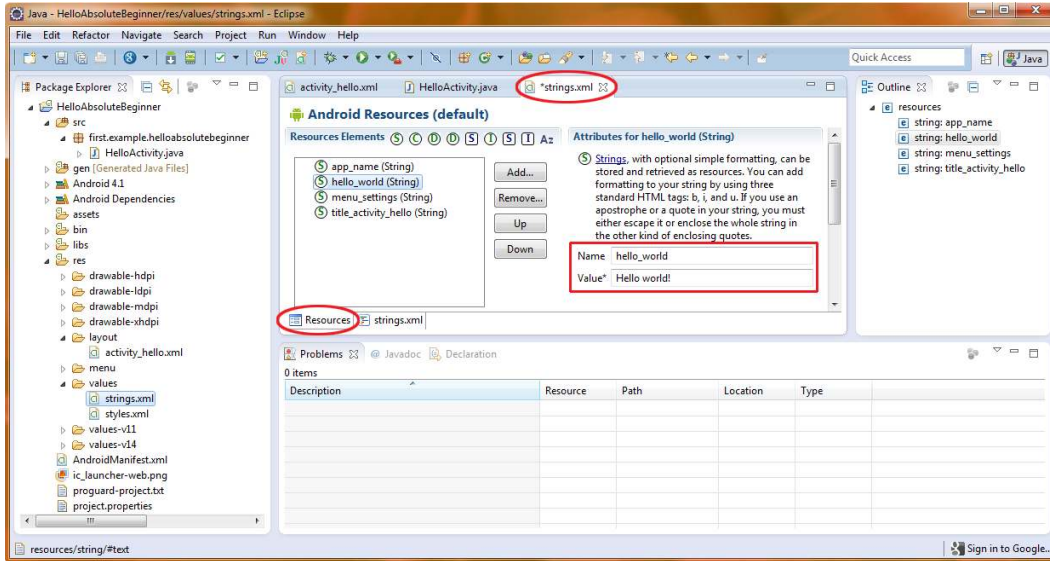 Java - HelloAbsoluteBeginner/res/values/strings.xml - Eclipse
File Edit Refactor Navigate Search Project Run Window Help
Quick Access
Java
Package Explorer
HelloAbsoluteBeginner
src
first.example.helloabsolutebeginner
HelloActivity.java
gen [Generated Java Files]
Android 4.1
Android Dependencies
assets
bin
libs
res
drawable-hdpi
drawable-ldpi
drawable-mdpi
drawable-xhdpi
layout
activity_hello.xml
menu
values
strings.xml
styles.xml
values-v11
values-v14
AndroidManifest.xml
ic_launcher-web.png
proguard-project.txt
project.properties
activity_hello.xml
HelloActivity.java
*strings.xml
Android Resources (default)
Resources Elements S C D D S I S I Az
S app_name (String)
S hello_world (String)
S menu_settings (String)
S title_activity_hello (String)
Add...
Remove...
Up
Down
Attributes for hello_world (String)
S Strings, with optional simple formatting, can be
stored and retrieved as resources. You can add
formatting to your string by using three
standard HTML tags: b, i, and u. If you use an
apostrophe or a quote in your string, you must
either escape it or enclose the whole string in
the other kind of enclosing quotes.
Name hello_world
Value* Hello world!
Resources
strings.xml
Outline
resources
string: app_name
string: hello_world
string: menu_settings
string: title_activity_hello
Problems @ Javadoc Declaration
0 items
Description Resource Path Location Type
resources/string/#text
Sign in to Google...